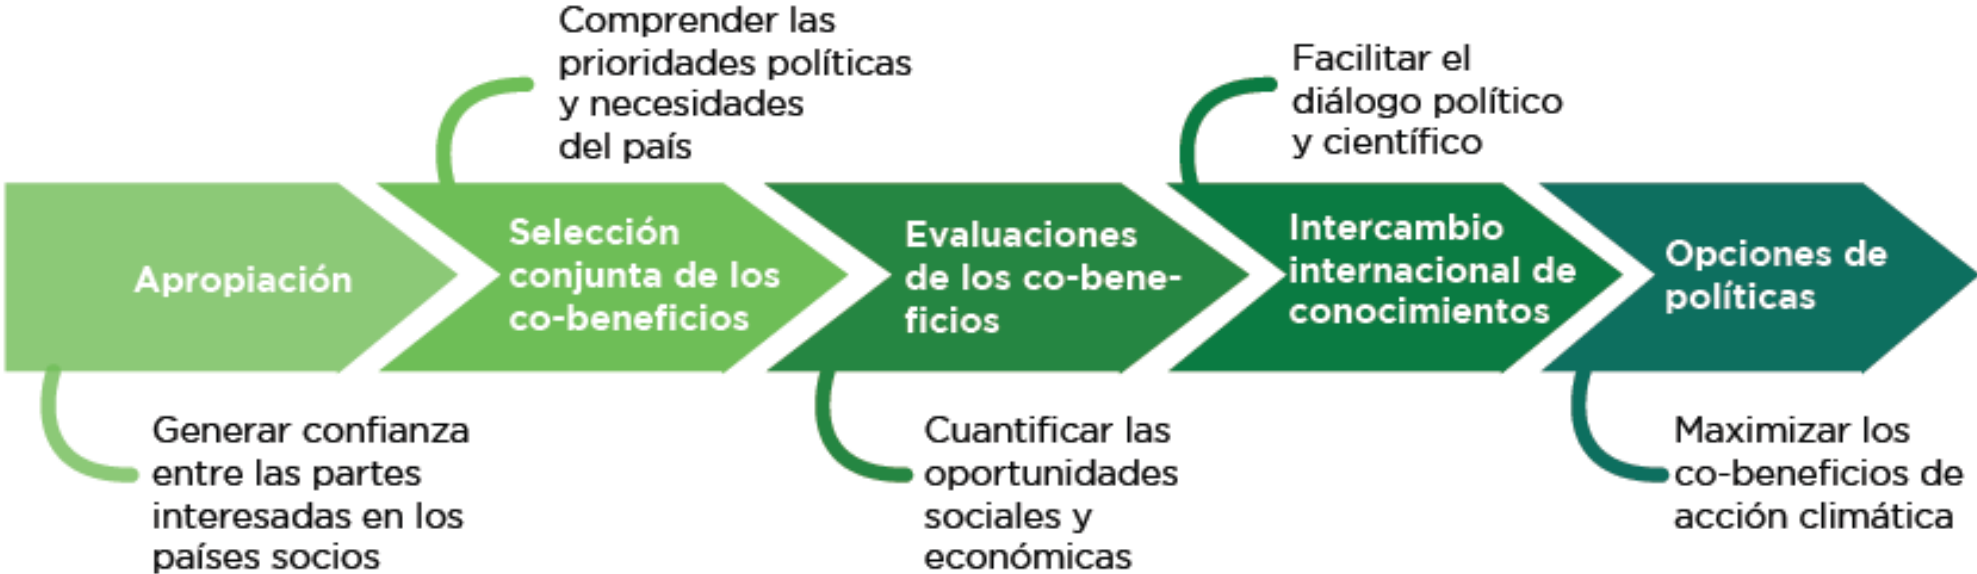 Comprender las
prioridades políticas
y necesidades
del país
Facilitar el
diálogo político
y científico
Apropiación
Selección
conjunta de los
co-beneficios
Evaluaciones
de los co-bene-
ficios
Intercambio
internacional de
conocimientos
Opciones de
políticas
Generar confianza
entre las partes
interesadas en los
países socios
Cuantificar las
oportunidades
sociales y
económicas
Maximizar los
co-beneficios de
acción climática